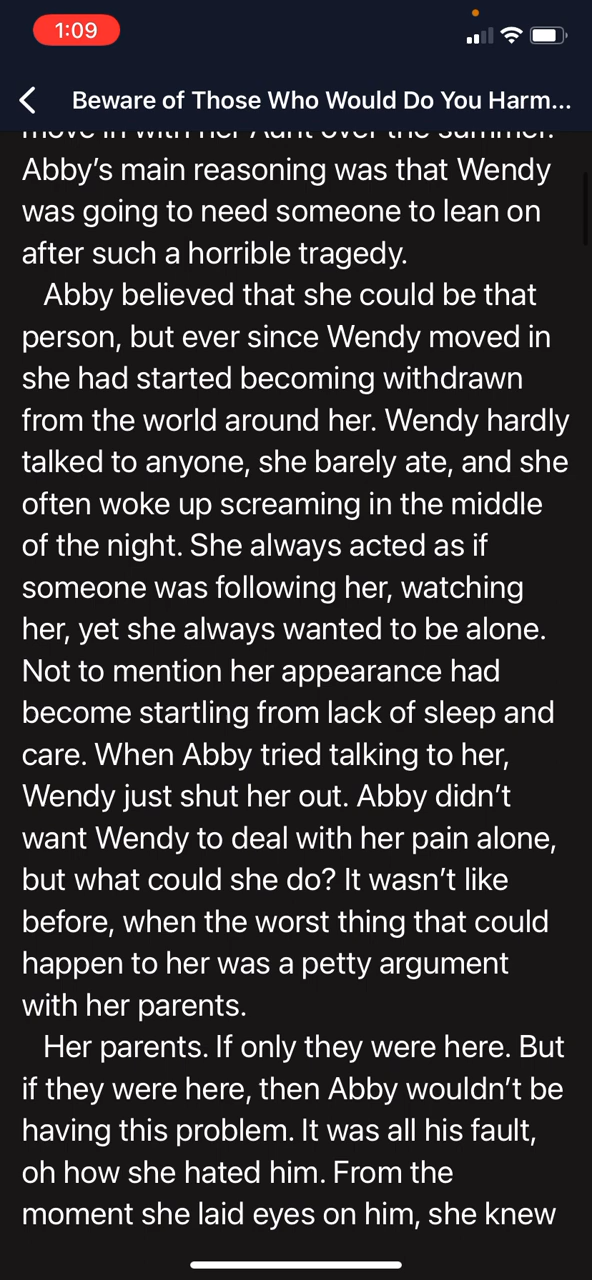 1:09
Beware of Those Who Would Do You Harm...
move in with her Aunt over the summer.
Abby’s main reasoning was that Wendy
was going to need someone to lean on
after such a horrible tragedy.
Abby believed that she could be that
person, but ever since Wendy moved in
she had started becoming withdrawn
from the world around her. Wendy hardly
talked to anyone, she barely ate, and she
often woke up screaming in the middle
of the night. She always acted as if
someone was following her, watching
her, yet she always wanted to be alone.
Not to mention her appearance had
become startling from lack of sleep and
care. When Abby tried talking to her,
Wendy just shut her out. Abby didn’t
want Wendy to deal with her pain alone,
but what could she do? It wasn’t like
before, when the worst thing that could
happen to her was a petty argument
with her parents.
Her parents. If only they were here. But
if they were here, then Abby wouldn’t be
having this problem. It was all his fault,
oh how she hated him. From the
moment she laid eyes on him, she knew